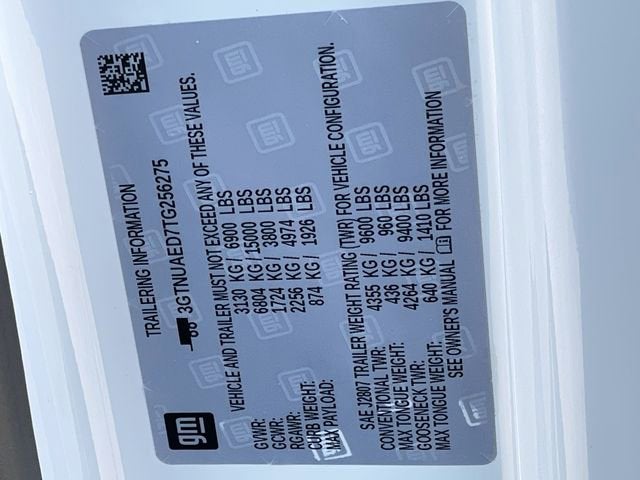 gm
TRAILERING INFORMATION
3GTNUAED7TG256275
VEHICLE AND TRAILER MUST NOT EXCEED ANY OF THESE VALUES.
GVWR: 3130 KG / 6900 LBS
GCWR: 6804 KG / 15000 LBS
RGAWR: 1724 KG / 3800 LBS
CURB WEIGHT: 2256 KG / 4974 LBS
MAX PAYLOAD: 874 KG / 1926 LBS
SAE J2807 TRAILER WEIGHT RATING (TWR) FOR VEHICLE CONFIGURATION.
CONVENTIONAL TWR: 4355 KG / 9600 LBS
MAX TONGUE WEIGHT: 436 KG / 960 LBS
GOOSENECK TWR: 4264 KG / 9400 LBS
MAX TONGUE WEIGHT: 640 KG / 1410 LBS
SEE OWNER'S MANUAL FOR MORE INFORMATION